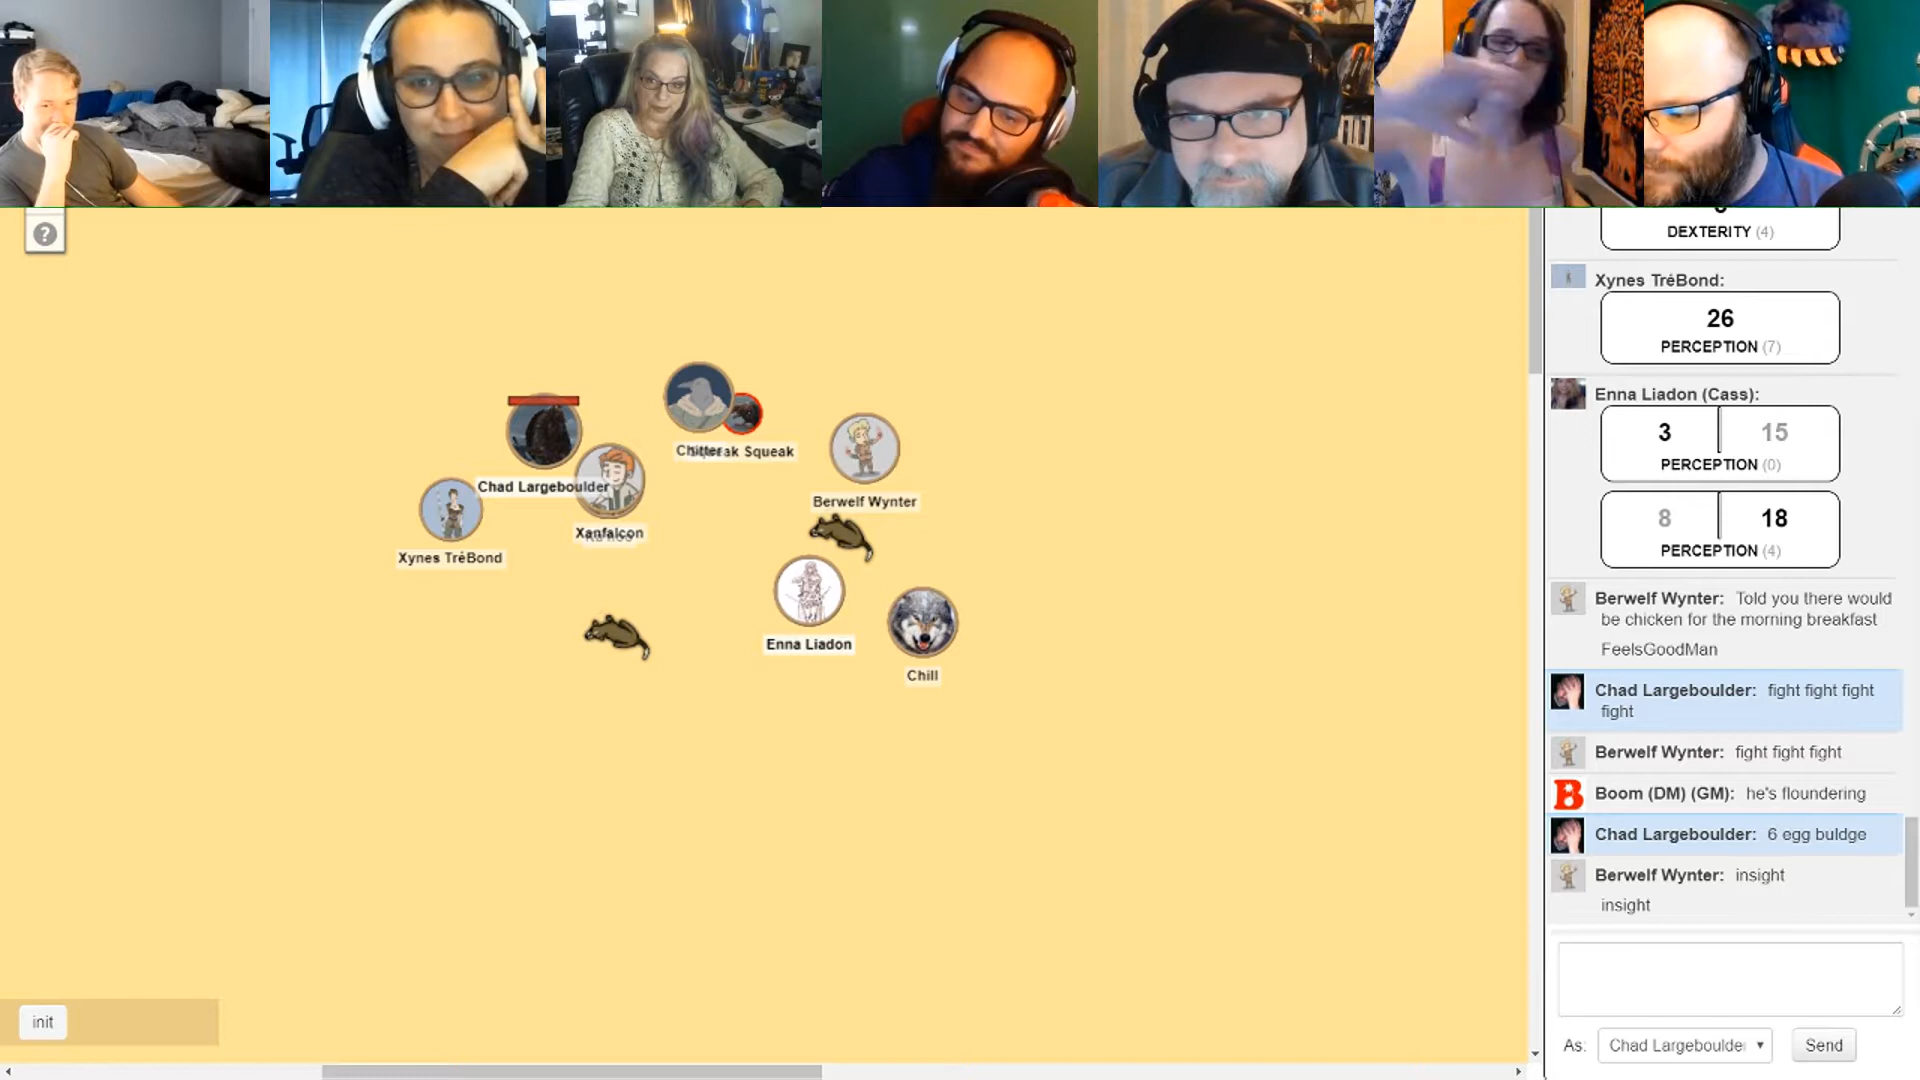 ?
DEXTERITY (4)
Xynes TréBond:
26
PERCEPTION (7)
Enna Liadon (Cass):
3 15
PERCEPTION (0)
8 18
PERCEPTION (4)
Berwelf Wynter: Told you there would
be chicken for the morning breakfast
FeelsGoodMan
Chad Largeboulder: fight fight fight
fight
Berwelf Wynter: fight fight fight
B
Boom (DM) (GM): he's floundering
Chad Largeboulder: 6 egg buldge
Berwelf Wynter: insight
insight
As: Chad Largeboulde
Send
Squeak
Berwelf Wynter
Chad Largeboulder
Xanfalcon
Xynes TréBond
Enna Liadon
Chill
init